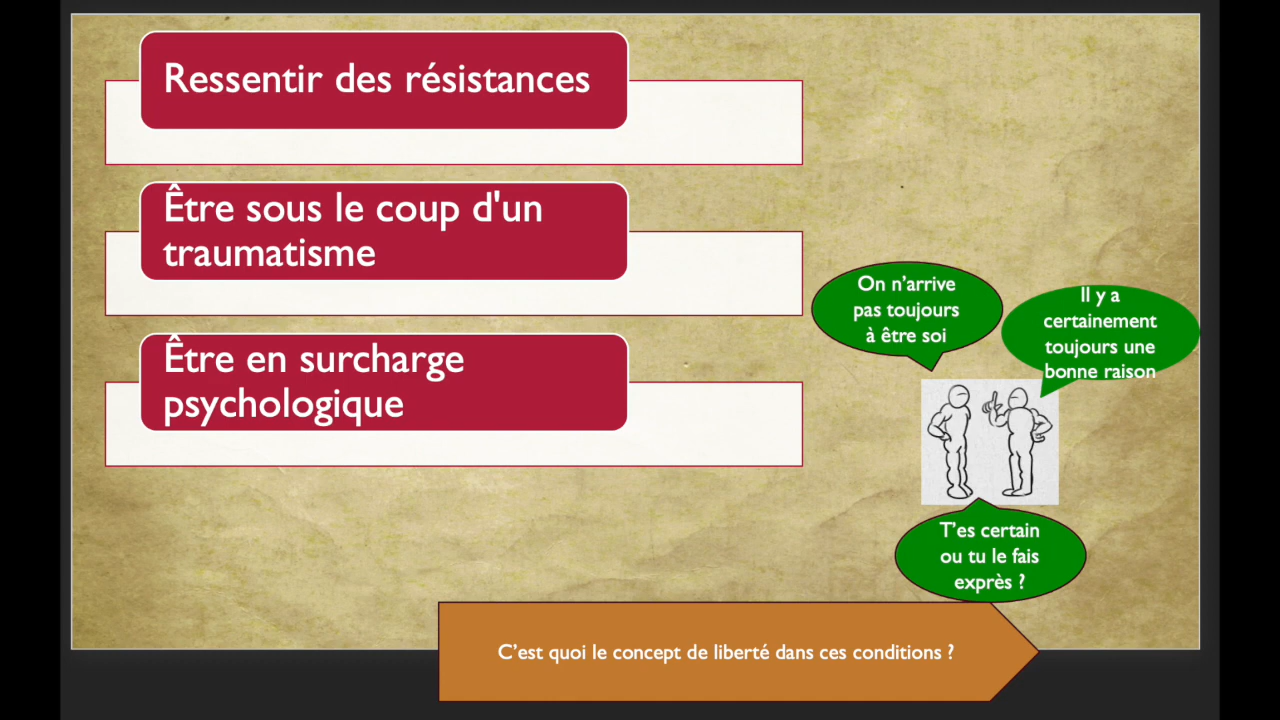 Ressentir des résistances
Être sous le coup d'un
traumatisme
Être en surcharge
psychologique
On n’arrive
pas toujours
à être soi
Il y a
certainement
toujours une
bonne raison
T’es certain
ou tu le fais
exprès ?
C’est quoi le concept de liberté dans ces conditions ?